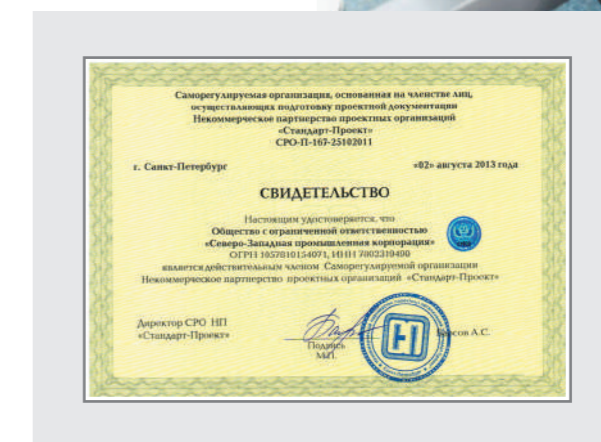 Саморегулируемая организация, основанная на членстве лиц,
осуществляющих подготовку проектной документации
Некоммерческое партнерство проектных организаций
«Стандарт-Проект»
СРО-П-167-25102011
г. Санкт-Петербург «02» августа 2013 года
СВИДЕТЕЛЬСТВО
Настоящим удостоверяется, что
Общество с ограниченной ответственностью
«Северо-Западная промышленная корпорация»
ОГРН 1057810154071, ИНН 7802319400
является действительным членом Саморегулируемой организации
Некоммерческое партнерство проектных организаций «Стандарт-Проект»
Директор СРО НП
«Стандарт-Проект»
Подпись
М.П.
А.С.